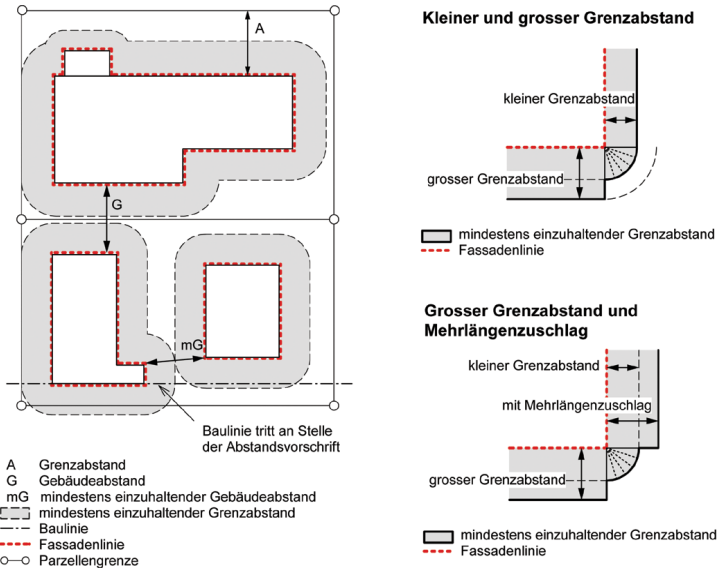 A
G
mG
Baulinie tritt an Stelle
der Abstandsvorschrift
A Grenzabstand
G Gebäudeabstand
mG mindestens einzuhaltender Gebäudeabstand
mindestens einzuhaltender Grenzabstand
Baulinie
Fassadenlinie
Parzellengrenze
Kleiner und grosser Grenzabstand
kleiner Grenzabstand
grosser Grenzabstand
mindestens einzuhaltender Grenzabstand
Fassadenlinie
Grosser Grenzabstand und
Mehrlängenzuschlag
kleiner Grenzabstand
mit Mehrlängenzuschlag
grosser Grenzabstand
mindestens einzuhaltender Grenzabstand
Fassadenlinie